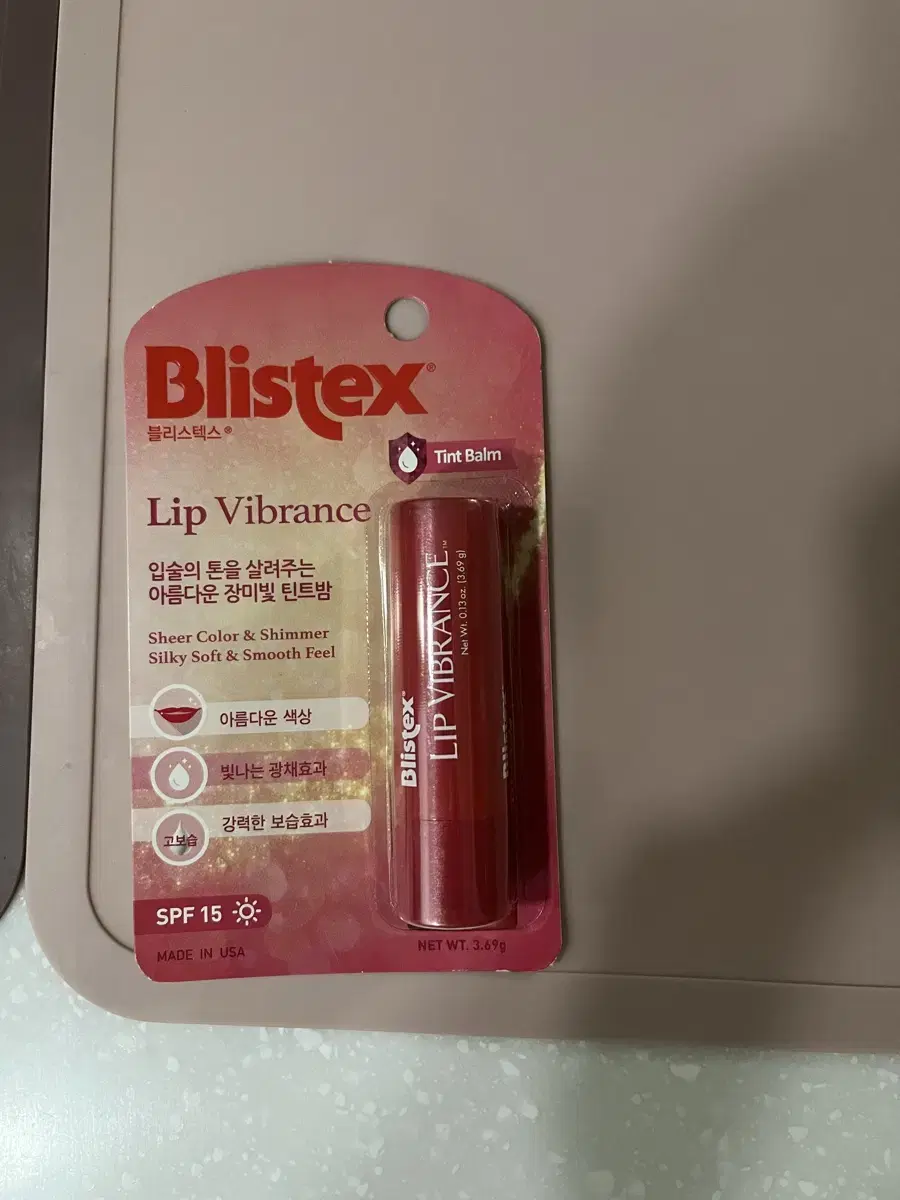 Blistex®
블리스텍스®
Tint Balm
Lip Vibrance
입술의 톤을 살려주는
아름다운 장미빛 틴트밤
Sheer Color & Shimmer
Silky Soft & Smooth Feel
아름다운 색상
빛나는 광채효과
고보습
강력한 보습효과
SPF 15
MADE IN USA
NET WT. 3.69g
Blistex®
LIP VIBRANCE™
Net Wt. 0.13 oz. (3.69 g)